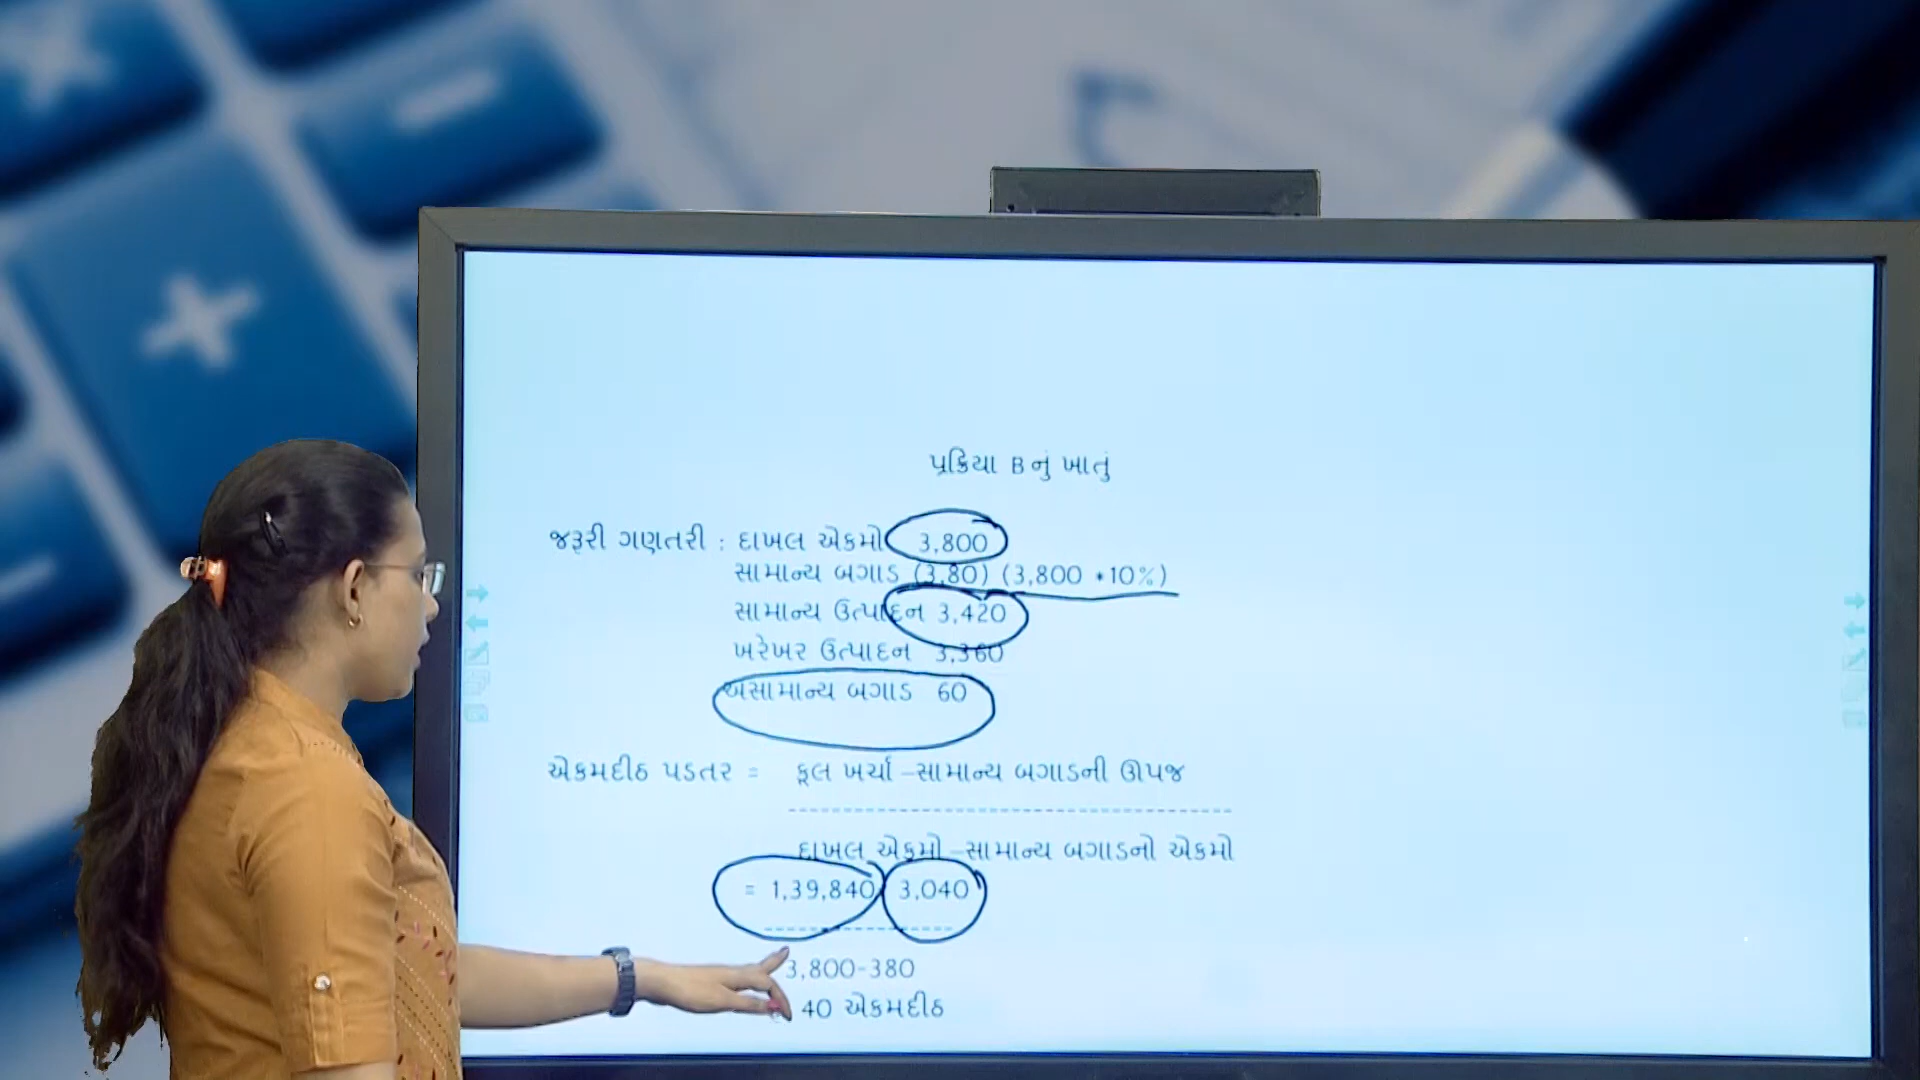 પ્રક્રિયા B નું ખાતું
જરૂરી ગણતરી : દાખલ એકમો 3,800
સામાન્ય બગાડ (3,80) (3,800 *10%)
સામાન્ય ઉત્પાદન 3,420
ખરેખર ઉત્પાદન 3,360
અસામાન્ય બગાડ 60
એકમદીઠ પડતર = કૂલ ખર્ચા –સામાન્ય બગાડની ઊપજ
દાખલ એકમો –સામાન્ય બગાડનો એકમો
= 1,39,840 3,040
3,800-380
40 એકમદીઠ